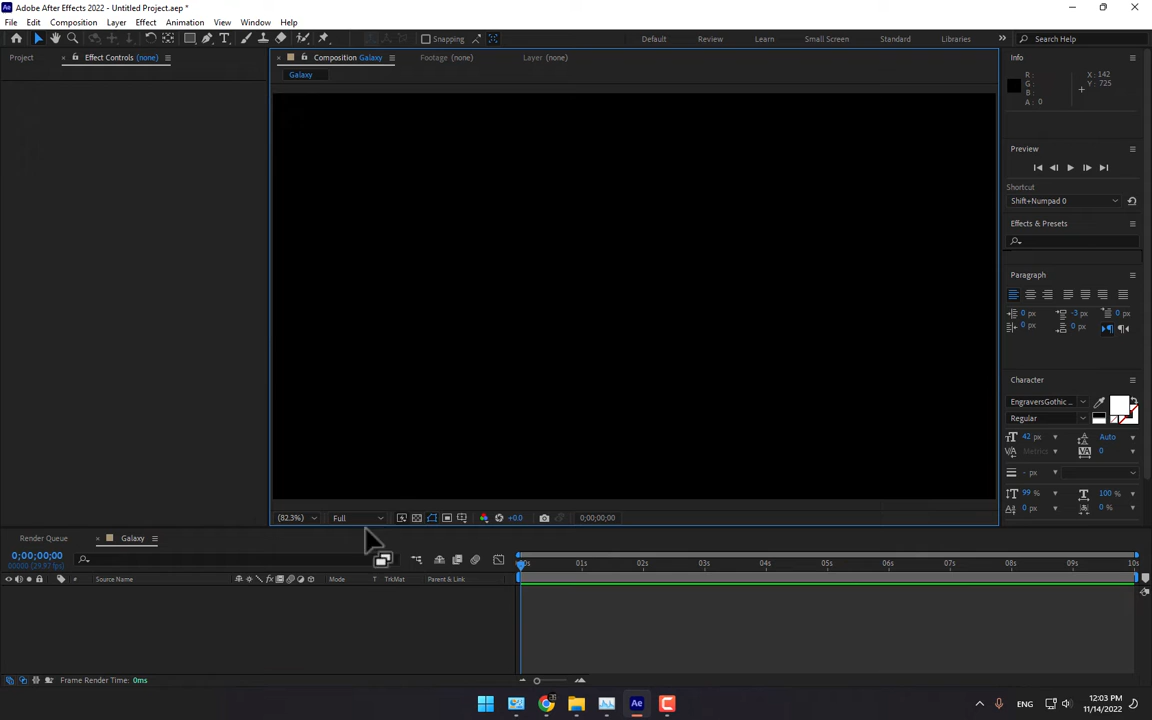 Ae Adobe After Effects 2022 - Untitled Project.aep *
File Edit Composition Layer Effect Animation View Window Help
Snapping
Default Review Learn Small Screen Standard Libraries Search Help
Project Effect Controls (none) Composition Galaxy Footage (none) Layer (none) Info
Galaxy
R : X : 142
G : Y : 725
B :
A : 0
Preview
Shortcut
Shift+Numpad 0
Effects & Presets
Paragraph
0 px -3 px 0 px
0 px 0 px
Character
EngraversGothic ...
Regular
42 px Auto
Metrics 0
- px
99 % 100 %
0 px 0 %
(82.3%) Full +0.0 0;00;00;00
Render Queue Galaxy
0;00;00;00
00000 (29.97 fps)
:00s 01s 02s 03s 04s 05s 06s 07s 08s 09s 10s
# Source Name Mode T TrkMat Parent & Link
Frame Render Time: 0ms
Ae ENG 12:03 PM
11/14/2022